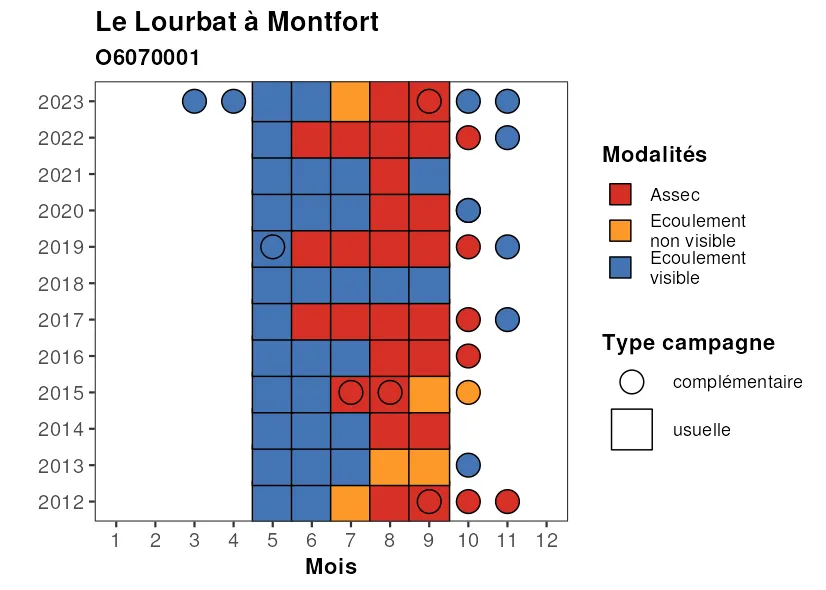 Le Lourbat à Montfort
O6070001
2023
2022
2021
2020
2019
2018
2017
2016
2015
2014
2013
2012
1 2 3 4 5 6 7 8 9 10 11 12
Mois
Modalités
Assec
Ecoulement
non visible
Ecoulement
visible
Type campagne
complémentaire
usuelle